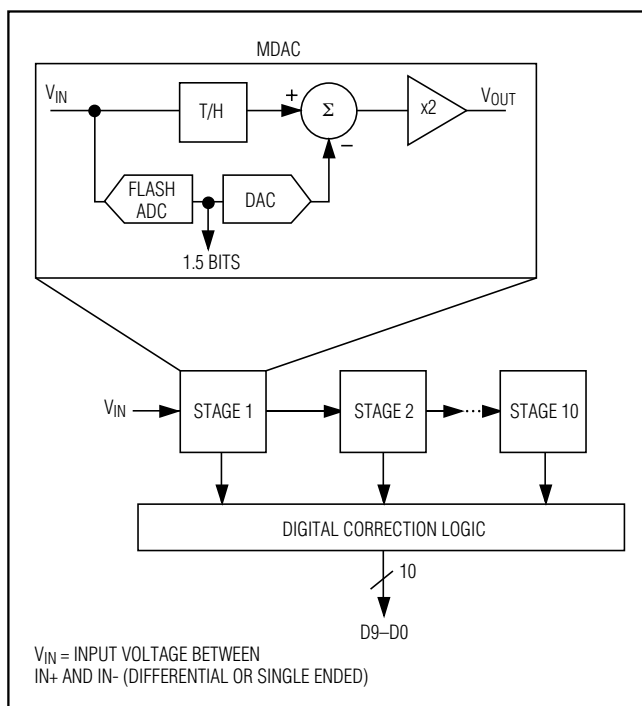 MDAC
VIN
T/H
+
Σ
−
x2
VOUT
FLASH
ADC
DAC
1.5 BITS
VIN
STAGE 1
STAGE 2
STAGE 10
DIGITAL CORRECTION LOGIC
10
D9–D0
VIN = INPUT VOLTAGE BETWEEN
IN+ AND IN- (DIFFERENTIAL OR SINGLE ENDED)